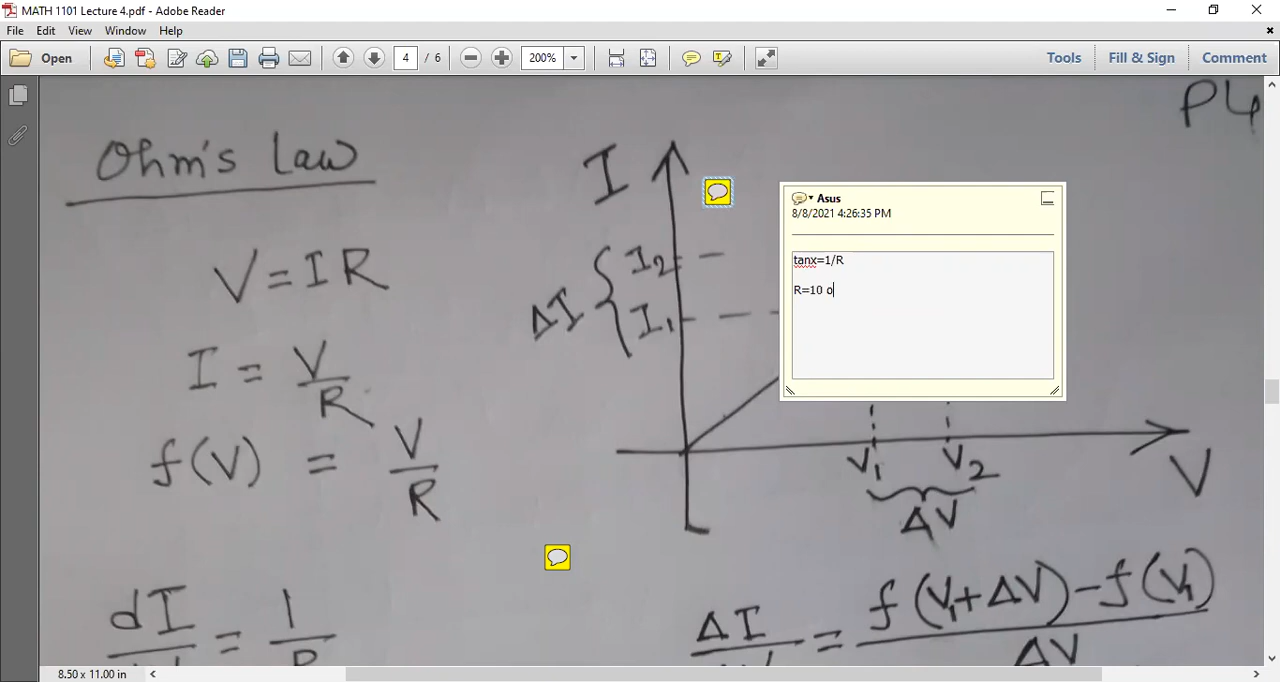 MATH 1101 Lecture 4.pdf - Adobe Reader
File Edit View Window Help
Open 4 / 6 200% Tools Fill & Sign Comment
P4
Ohm's Law
V = I R
I = V/R
f(V) = V/R
dI = 1
I
I2
ΔI
I1
Asus
8/8/2021 4:26:35 PM
tanx=1/R
R=10 o
V1 V2
V
ΔV
ΔI = f(V1+ΔV)-f(V1)
ΔV
8.50 x 11.00 in